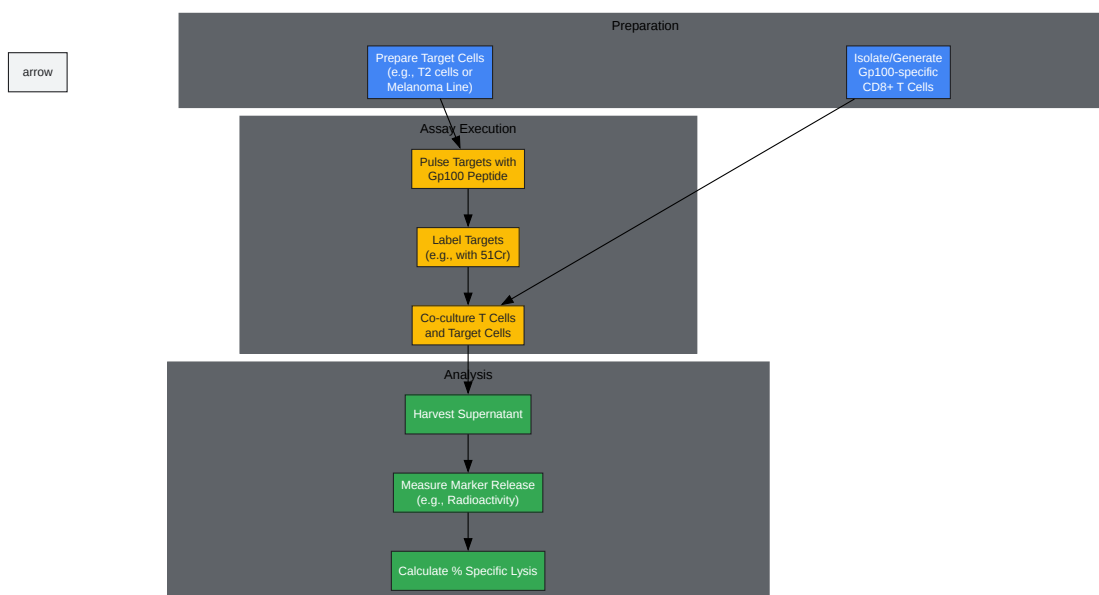 Preparation
arrow
Prepare Target Cells
(e.g., T2 cells or
Melanoma Line)
Isolate/Generate
Gp100-specific
CD8+ T Cells
Assay Execution
Pulse Targets with
Gp100 Peptide
Label Targets
(e.g., with 51Cr)
Co-culture T Cells
and Target Cells
Analysis
Harvest Supernatant
Measure Marker Release
(e.g., Radioactivity)
Calculate % Specific Lysis